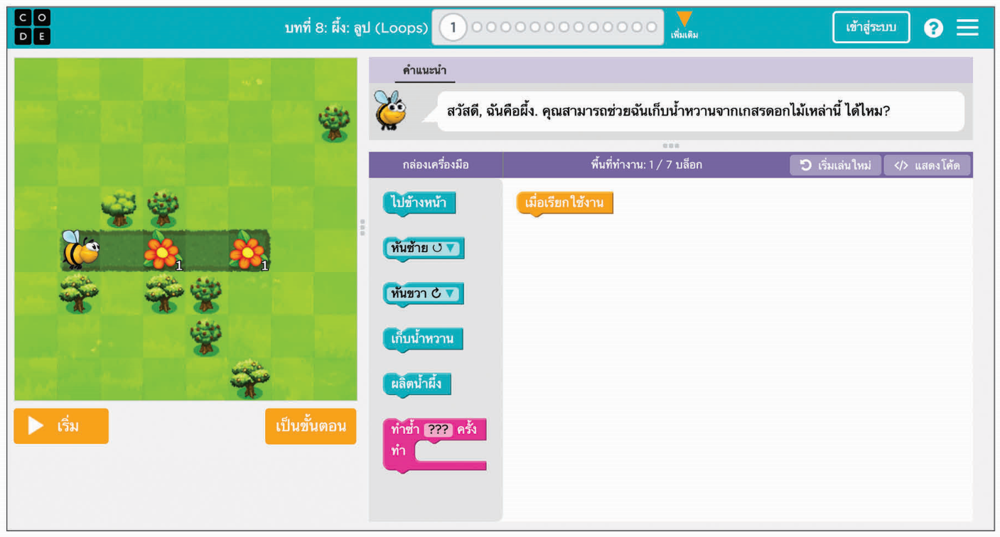 CO
DE
บทที่ 8: ผึ้ง: ลูป (Loops)
1
เพิ่มเติม
เข้าสู่ระบบ
?
คำแนะนำ
สวัสดี, ฉันคือผึ้ง. คุณสามารถช่วยฉันเก็บน้ำหวานจากเกสรดอกไม้เหล่านี้ ได้ไหม?
กล่องเครื่องมือ
พื้นที่ทำงาน: 1 / 7 บล็อก
เริ่มเล่นใหม่
</> แสดงโค้ด
ไปข้างหน้า
เมื่อเรียกใช้งาน
หันซ้าย ↺
หันขวา ↻
เก็บน้ำหวาน
ผลิตน้ำผึ้ง
ทำซ้ำ ??? ครั้ง
ทำ
1
1
เริ่ม
เป็นขั้นตอน